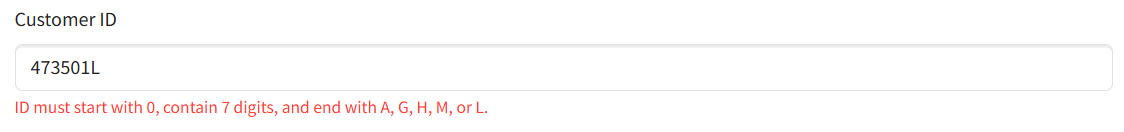 Customer ID
473501L
ID must start with 0, contain 7 digits, and end with A, G, H, M, or L.